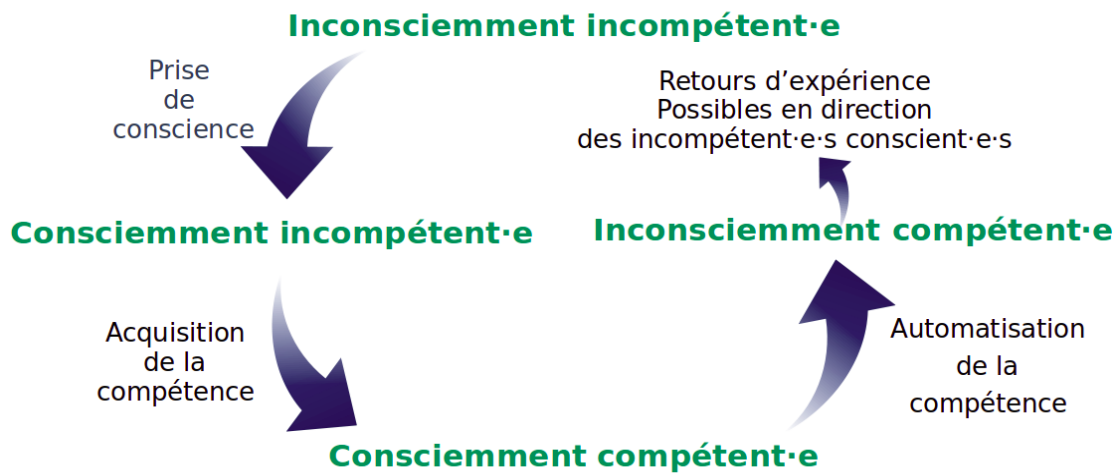 Inconsciemment incompétent·e
Prise
de
conscience
Retours d’expérience
Possibles en direction
des incompétent·e·s conscient·e·s
Consciemment incompétent·e
Inconsciemment compétent·e
Acquisition
de la
compétence
Automatisation
de la
compétence
Consciemment compétent·e